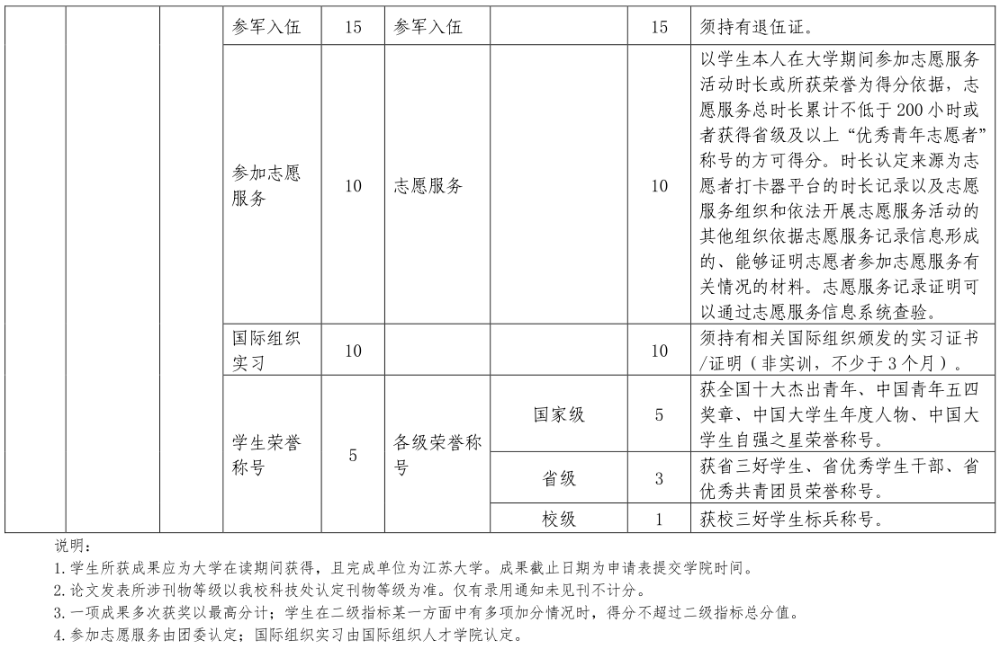 参军入伍 15 参军入伍 15 须持有退伍证。
参加志愿
服务
10
志愿服务
10
以学生本人在大学期间参加志愿服务
活动时长或所获荣誉为得分依据，志
愿服务总时长累计不低于 200 小时或
者获得省级及以上“优秀青年志愿者”
称号的方可得分。时长认定来源为志
愿者打卡器平台的时长记录以及志愿
服务组织和依法开展志愿服务活动的
其他组织依据志愿服务记录信息形成
的、能够证明志愿者参加志愿服务有
关情况的材料。志愿服务记录证明可
以通过志愿服务信息系统查验。
国际组织
实习
10
10
须持有相关国际组织颁发的实习证书
/证明（非实训，不少于 3 个月）。
学生荣誉
称号
5
各级荣誉称
号
国家级
5
获全国十大杰出青年、中国青年五四
奖章、中国大学生年度人物、中国大
学生自强之星荣誉称号。
省级
3
获省三好学生、省优秀学生干部、省
优秀共青团员荣誉称号。
校级
1
获校三好学生标兵称号。
说明：
1.学生所获成果应为大学在读期间获得，且完成单位为江苏大学。成果截止日期为申请表提交学院时间。
2.论文发表所涉刊物等级以我校科技处认定刊物等级为准。仅有录用通知未见刊不计分。
3.一项成果多次获奖以最高分计；学生在二级指标某一方面中有多项加分情况时，得分不超过二级指标总分值。
4.参加志愿服务由团委认定；国际组织实习由国际组织人才学院认定。